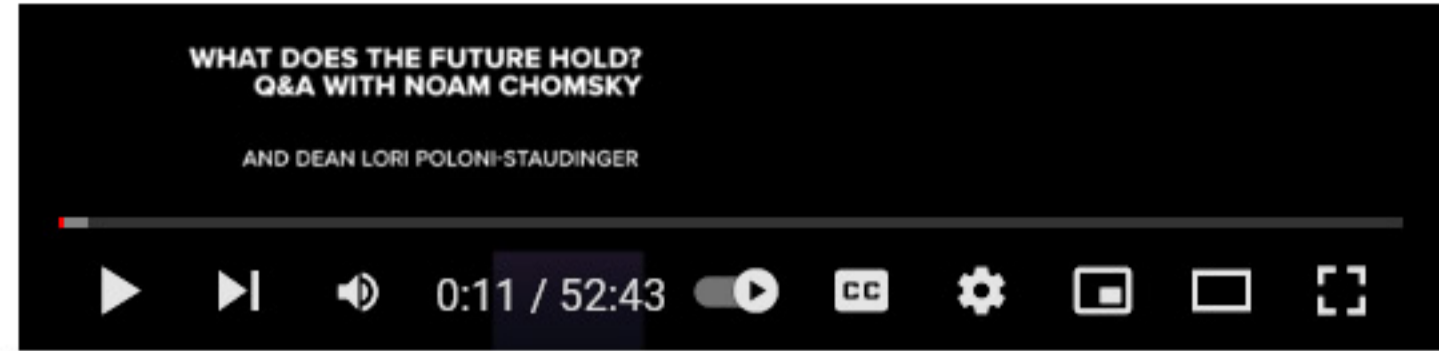 WHAT DOES THE FUTURE HOLD?
Q&A WITH NOAM CHOMSKY
AND DEAN LORI POLONI-STAUDINGER
0:11 / 52:43 CC